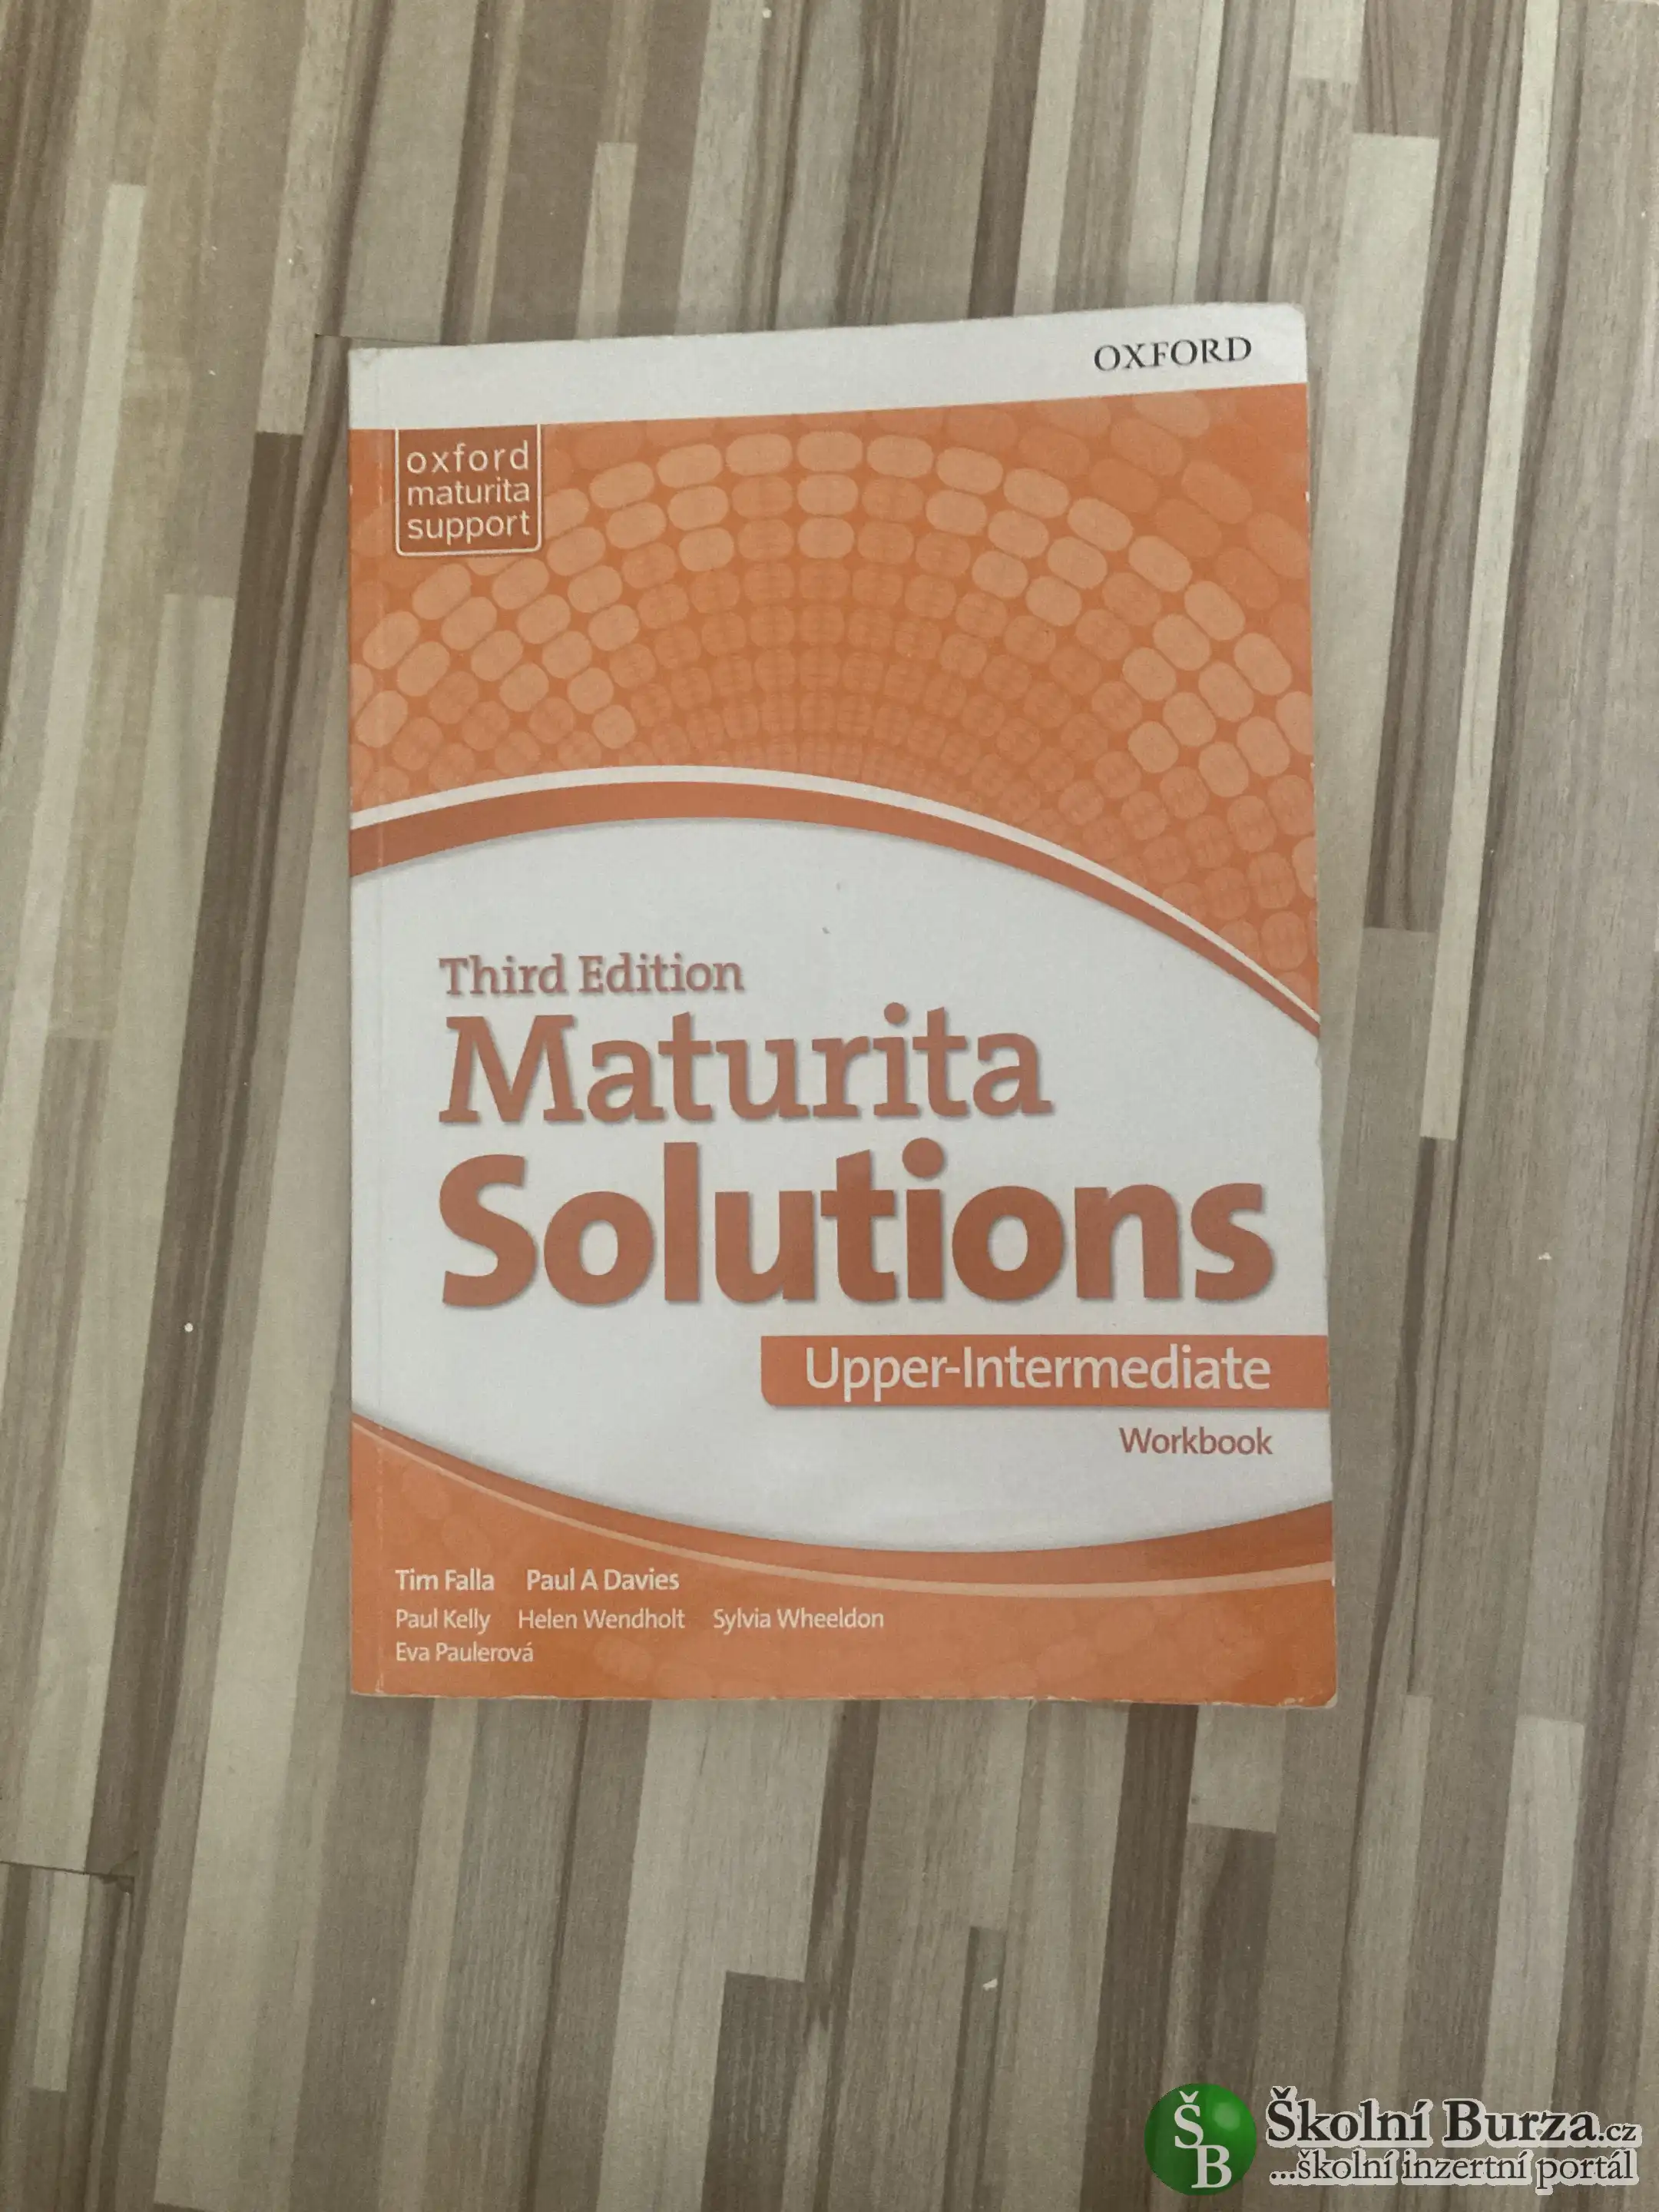 OXFORD
oxford
maturita
support
Third Edition
Maturita
Solutions
Upper-Intermediate
Workbook
Tim Falla Paul A Davies
Paul Kelly Helen Wendholt Sylvia Wheeldon
Eva Paulerová
ŠB
Školní Burza.cz
...školní inzertní portál